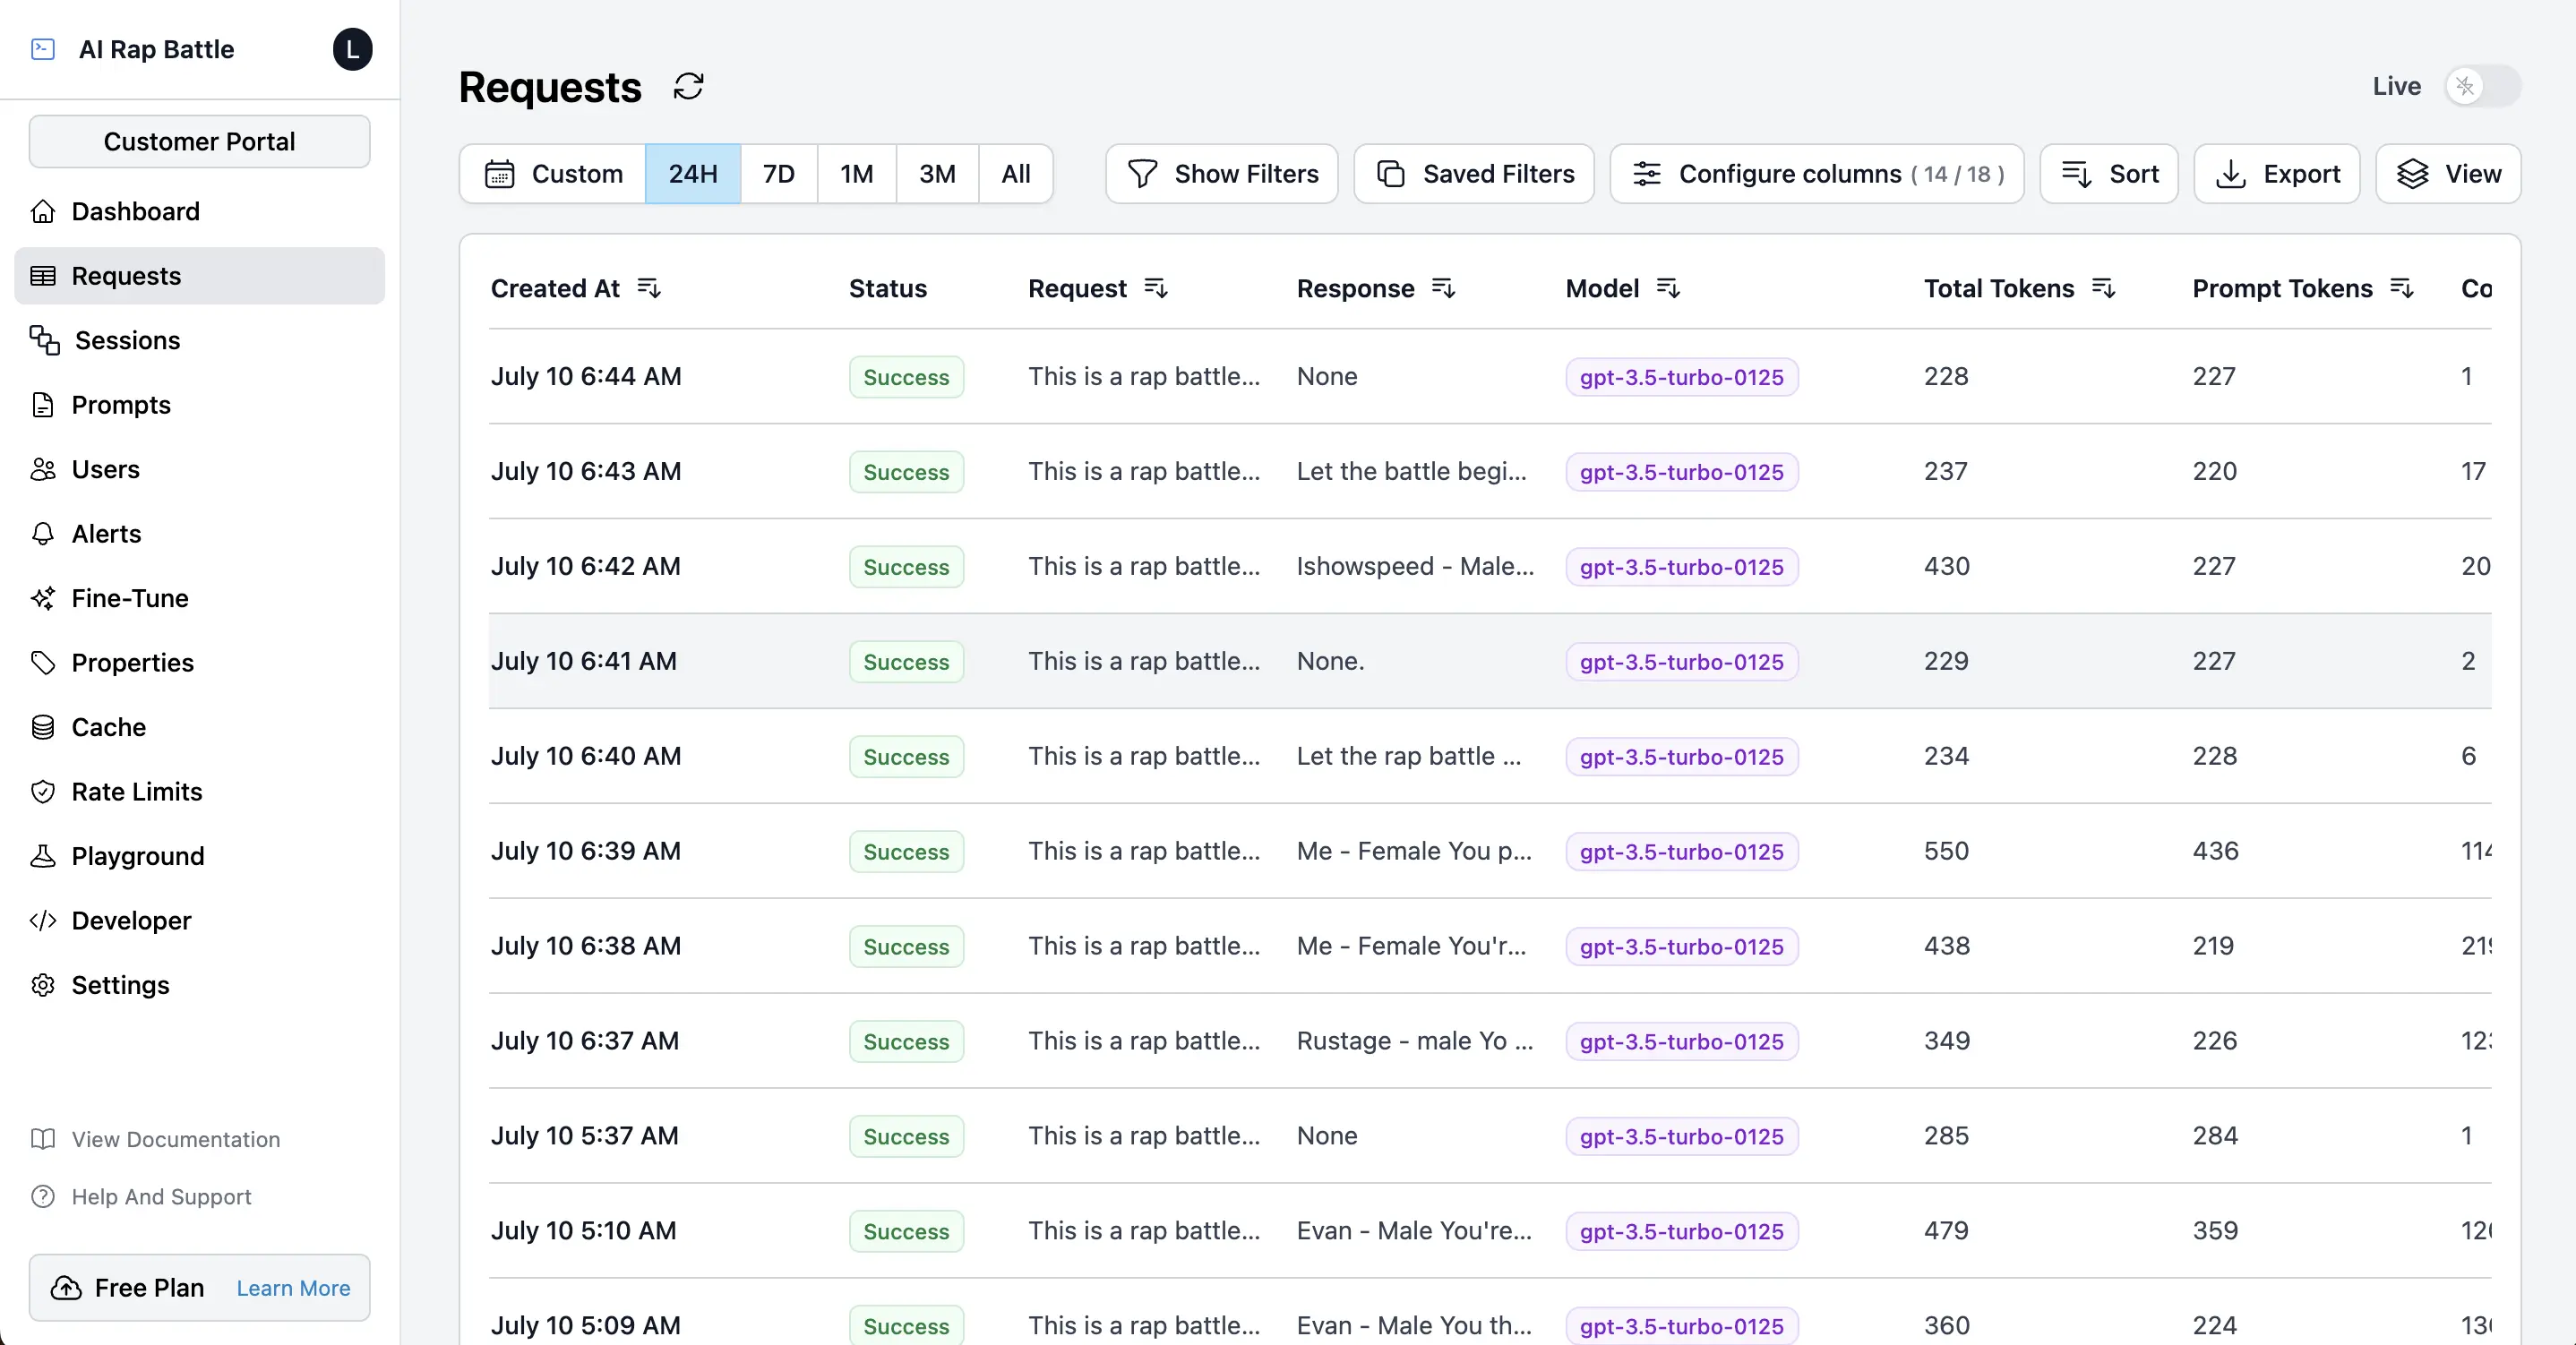 AI Rap Battle
L
Customer Portal
Dashboard
Requests
Sessions
Prompts
Users
Alerts
Fine-Tune
Properties
Cache
Rate Limits
Playground
Developer
Settings
View Documentation
Help And Support
Free Plan Learn More
Requests
Live
Custom 24H 7D 1M 3M All Show Filters Saved Filters Configure columns ( 14 / 18 ) Sort Export View
Created At Status Request Response Model Total Tokens Prompt Tokens Co
July 10 6:44 AM Success This is a rap battle... None gpt-3.5-turbo-0125 228 227 1
July 10 6:43 AM Success This is a rap battle... Let the battle begi... gpt-3.5-turbo-0125 237 220 17
July 10 6:42 AM Success This is a rap battle... Ishowspeed - Male... gpt-3.5-turbo-0125 430 227 20
July 10 6:41 AM Success This is a rap battle... None. gpt-3.5-turbo-0125 229 227 2
July 10 6:40 AM Success This is a rap battle... Let the rap battle ... gpt-3.5-turbo-0125 234 228 6
July 10 6:39 AM Success This is a rap battle... Me - Female You p... gpt-3.5-turbo-0125 550 436 114
July 10 6:38 AM Success This is a rap battle... Me - Female You'r... gpt-3.5-turbo-0125 438 219 219
July 10 6:37 AM Success This is a rap battle... Rustage - male Yo ... gpt-3.5-turbo-0125 349 226 123
July 10 5:37 AM Success This is a rap battle... None gpt-3.5-turbo-0125 285 284 1
July 10 5:10 AM Success This is a rap battle... Evan - Male You're... gpt-3.5-turbo-0125 479 359 120
July 10 5:09 AM Success This is a rap battle... Evan - Male You th... gpt-3.5-turbo-0125 360 224 136